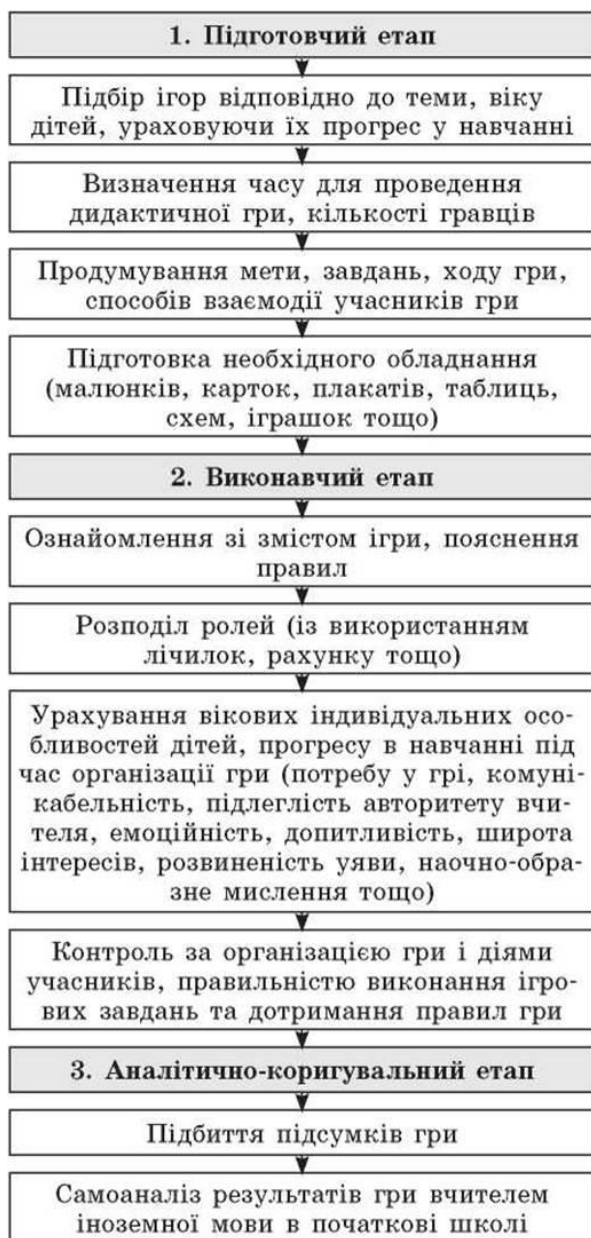 1. Підготовчий етап
Підбір ігор відповідно до теми, віку
дітей, ураховуючи їх прогрес у навчанні
Визначення часу для проведення
дидактичної гри, кількості гравців
Продумування мети, завдань, ходу гри,
способів взаємодії учасників гри
Підготовка необхідного обладнання
(малюнків, карток, плакатів, таблиць,
схем, іграшок тощо)
2. Виконавчий етап
Ознайомлення зі змістом ігри, пояснення
правил
Розподіл ролей (із використанням
лічилок, рахунку тощо)
Урахування вікових індивідуальних осо-
бливостей дітей, прогресу в навчанні під
час організації гри (потребу у грі, комуні-
кабельність, підлеглість авторитету вчи-
теля, емоційність, допитливість, широта
інтересів, розвиненість уяви, наочно-обра-
зне мислення тощо)
Контроль за організацією гри і діями
учасників, правильністю виконання ігро-
вих завдань та дотримання правил гри
3. Аналітично-коригувальний етап
Підбиття підсумків гри
Самоаналіз результатів гри вчителем
іноземної мови в початкові школі